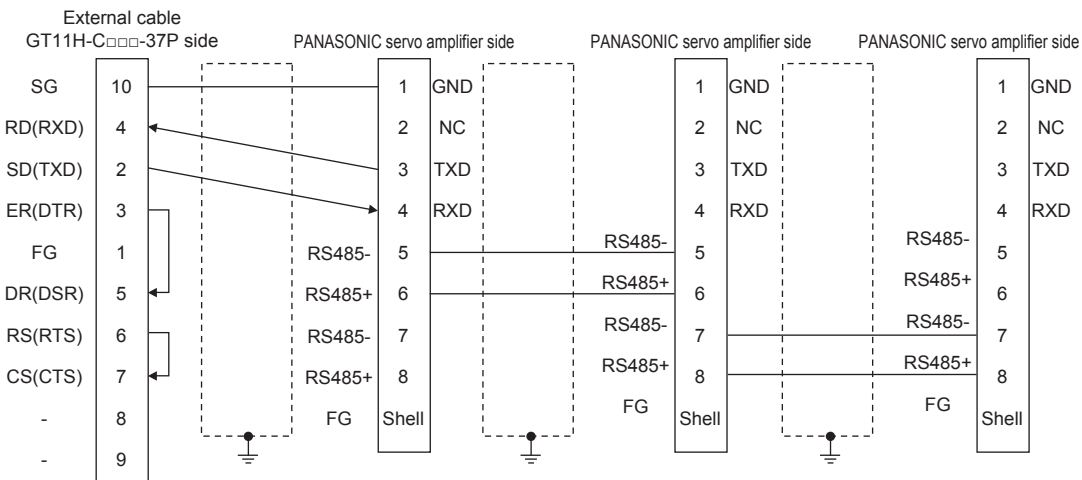 External cable
GT11H-C□□□-37P side
PANASONIC servo amplifier side
PANASONIC servo amplifier side
PANASONIC servo amplifier side
SG 10 1 GND 1 GND 1 GND
RD(RXD) 4 2 NC 2 NC 2 NC
SD(TXD) 2 3 TXD 3 TXD 3 TXD
ER(DTR) 3 4 RXD 4 RXD 4 RXD
FG 1 RS485- 5 RS485- 5 RS485- 5
DR(DSR) 5 RS485+ 6 RS485+ 6 RS485+ 6
RS(RTS) 6 RS485- 7 RS485- 7 RS485- 7
CS(CTS) 7 RS485+ 8 RS485+ 8 RS485+ 8
- 8 FG Shell FG Shell FG Shell
- 9